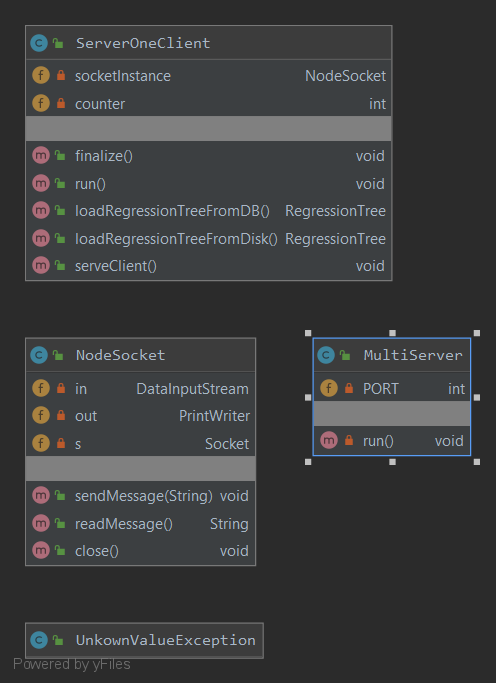 ServerOneClient
socketInstance NodeSocket
counter int
finalize() void
run() void
loadRegressionTreeFromDB() RegressionTree
loadRegressionTreeFromDisk() RegressionTree
serveClient() void
NodeSocket
in DataInputStream
out PrintWriter
s Socket
sendMessage(String) void
readMessage() String
close() void
MultiServer
PORT int
run() void
UnkownValueException
Powered by yFiles